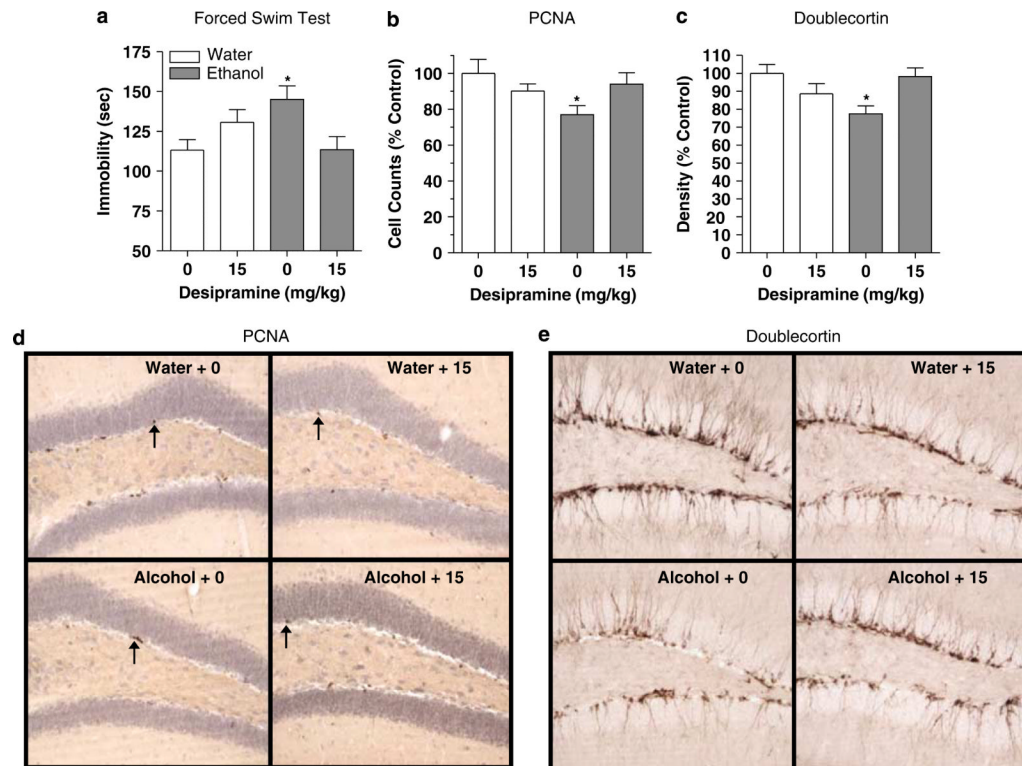 a Forced Swim Test
Immobility (sec)
175
150
125
100
75
50
Water
Ethanol
*
0 15 0 15
Desipramine (mg/kg)
b PCNA
Cell Counts (% Control)
100
80
60
40
20
0
*
0 15 0 15
Desipramine (mg/kg)
c Doublecortin
Density (% Control)
110
100
90
80
70
60
50
40
30
20
10
0
*
0 15 0 15
Desipramine (mg/kg)
d PCNA
Water + 0
Water + 15
Alcohol + 0
Alcohol + 15
e Doublecortin
Water + 0
Water + 15
Alcohol + 0
Alcohol + 15